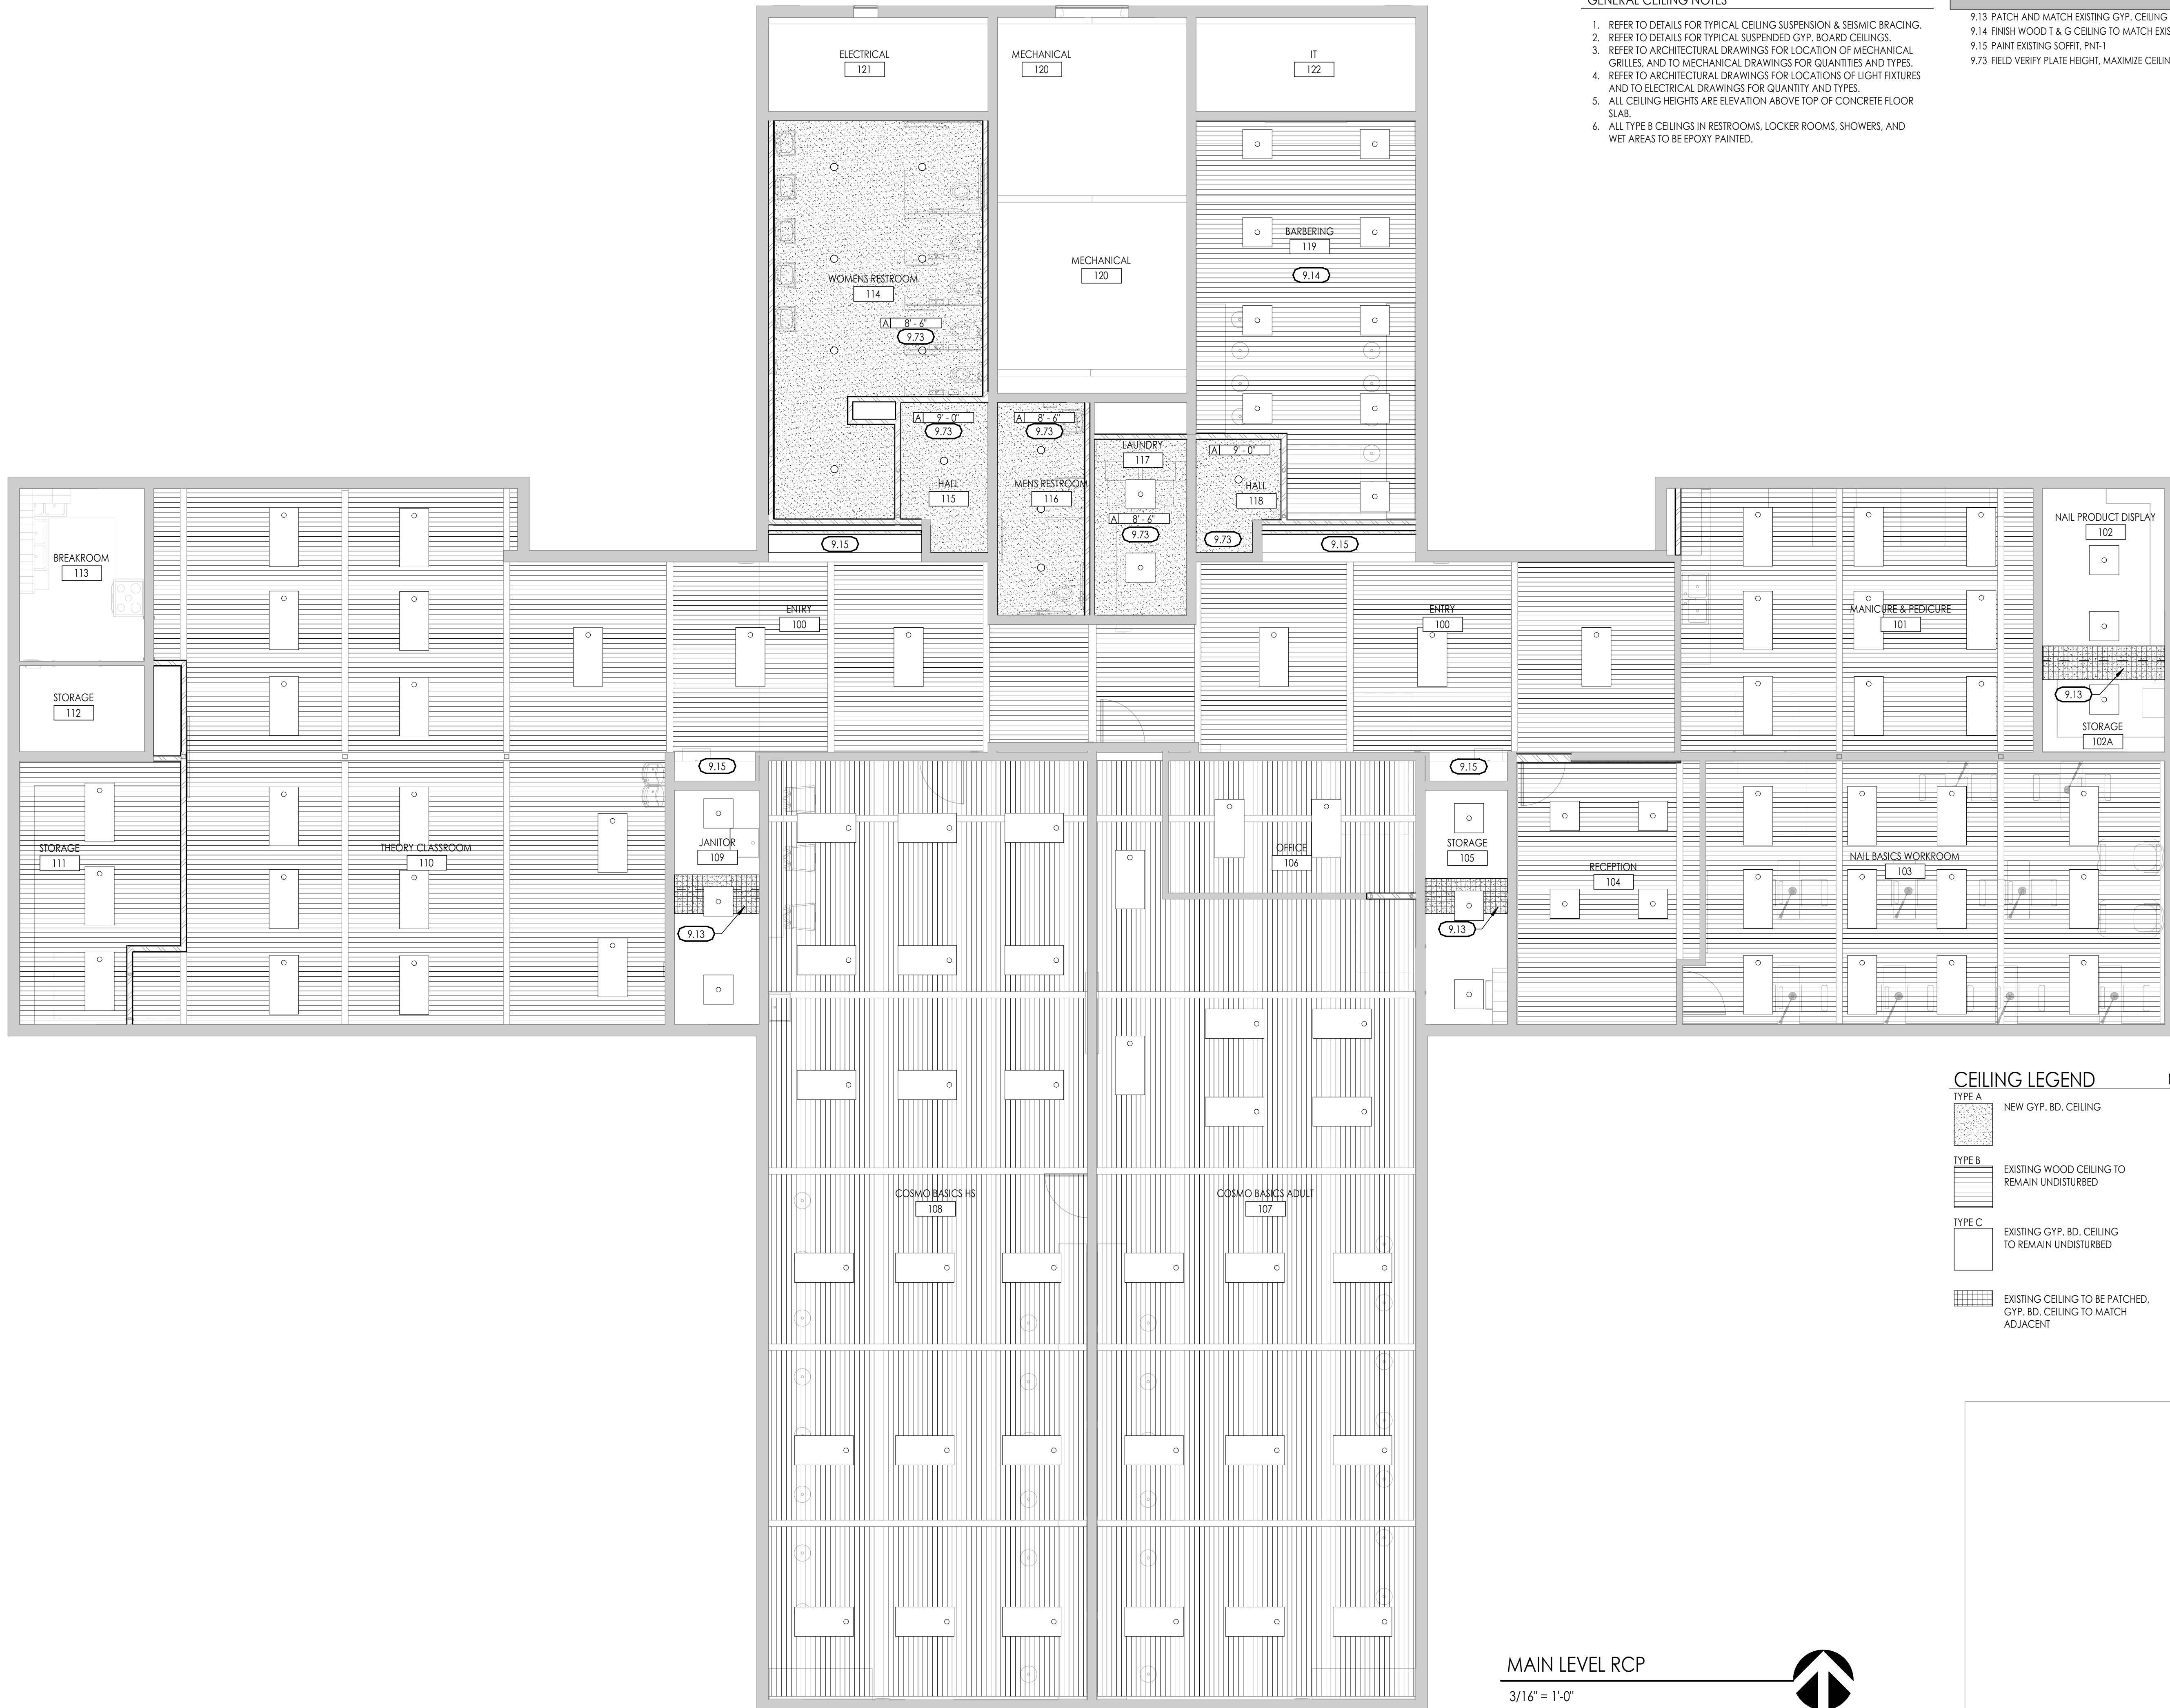 GENERAL CEILING NOTES
1. REFER TO DETAILS FOR TYPICAL CEILING SUSPENSION & SEISMIC BRACING.
2. REFER TO DETAILS FOR TYPICAL SUSPENDED GYP. BOARD CEILINGS.
3. REFER TO ARCHITECTURAL DRAWINGS FOR LOCATION OF MECHANICAL
GRILLES, AND TO MECHANICAL DRAWINGS FOR QUANTITIES AND TYPES.
4. REFER TO ARCHITECTURAL DRAWINGS FOR LOCATIONS OF LIGHT FIXTURES
AND TO ELECTRICAL DRAWINGS FOR QUANTITY AND TYPES.
5. ALL CEILING HEIGHTS ARE ELEVATION ABOVE TOP OF CONCRETE FLOOR
SLAB.
6. ALL TYPE B CEILINGS IN RESTROOMS, LOCKER ROOMS, SHOWERS, AND
WET AREAS TO BE EPOXY PAINTED.
9.13 PATCH AND MATCH EXISTING GYP. CEILING
9.14 FINISH WOOD T & G CEILING TO MATCH EXIS
9.15 PAINT EXISTING SOFFIT, PNT-1
9.73 FIELD VERIFY PLATE HEIGHT, MAXIMIZE CEILIN
ELECTRICAL
121
MECHANICAL
120
IT
122
BARBERING
119
9.14
MECHANICAL
120
WOMENS RESTROOM
114
A 8' - 6"
9.73
A 9' - 0"
9.73
HALL
115
A 8' - 6"
9.73
MENS RESTROOM
116
LAUNDRY
117
A 8' - 6"
9.73
A 9' - 0"
HALL
118
9.73
9.15
9.15
BREAKROOM
113
STORAGE
112
ENTRY
100
ENTRY
100
MANICURE & PEDICURE
101
NAIL PRODUCT DISPLAY
102
9.13
STORAGE
102A
9.15
9.15
STORAGE
111
THEORY CLASSROOM
110
JANITOR
109
9.13
OFFICE
106
STORAGE
105
9.13
RECEPTION
104
NAIL BASICS WORKROOM
103
COSMO BASICS HS
108
COSMO BASICS ADULT
107
CEILING LEGEND
TYPE A
NEW GYP. BD. CEILING
TYPE B
EXISTING WOOD CEILING TO
REMAIN UNDISTURBED
TYPE C
EXISTING GYP. BD. CEILING
TO REMAIN UNDISTURBED
EXISTING CEILING TO BE PATCHED,
GYP. BD. CEILING TO MATCH
ADJACENT
MAIN LEVEL RCP
3/16" = 1'-0"